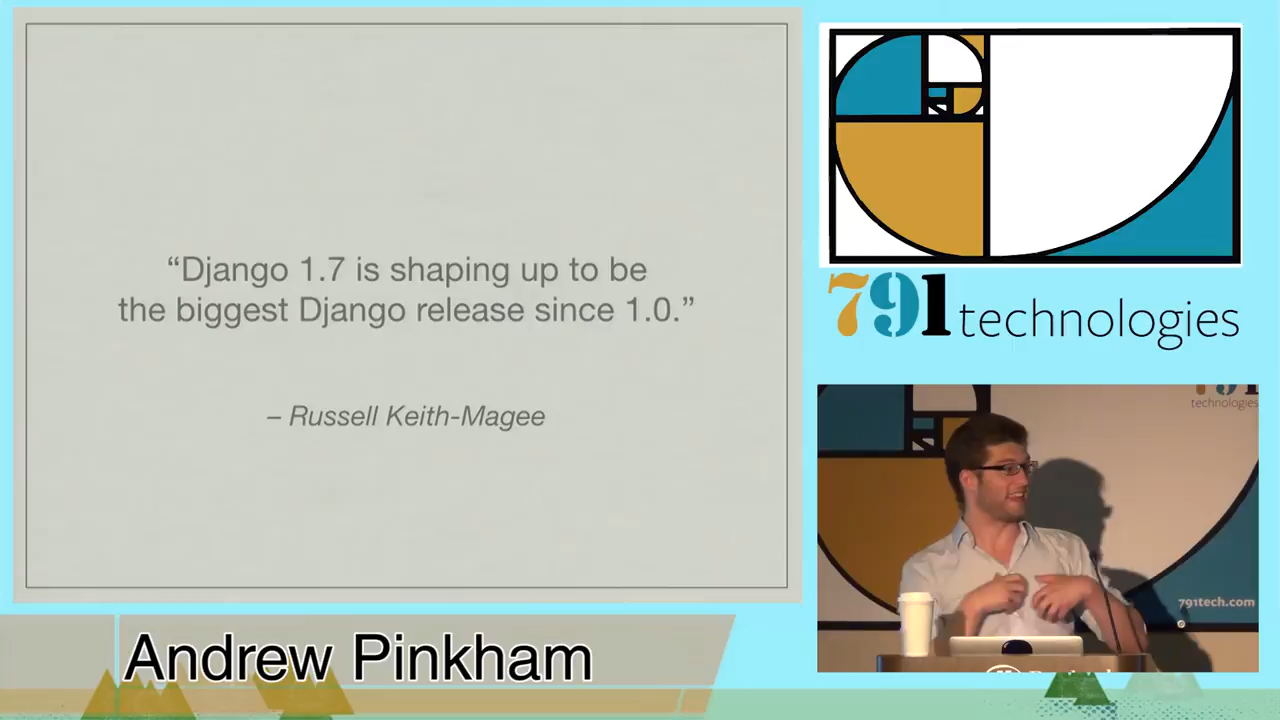 “Django 1.7 is shaping up to be
the biggest Django release since 1.0.”
– Russell Keith-Magee
791 technologies
791
technologies
791tech.com
Andrew Pinkham